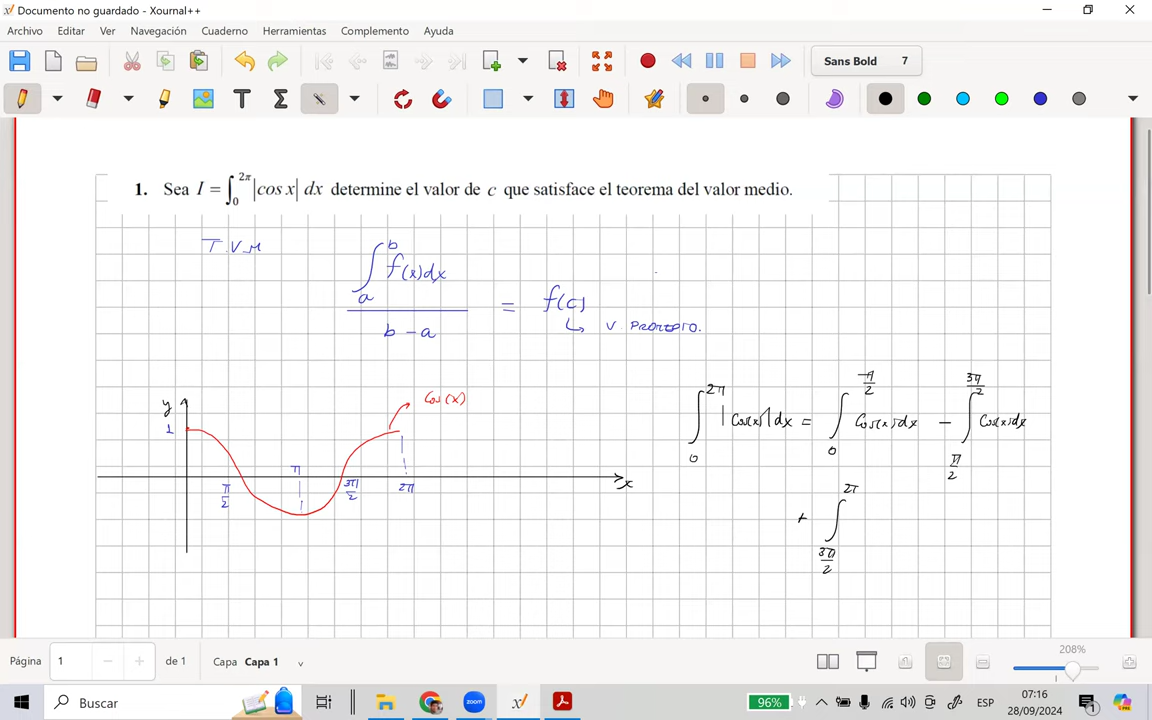 Documento no guardado - Xournal++
Archivo Editar Ver Navegación Cuaderno Herramientas Complemento Ayuda
Sans Bold 7
1. Sea I = ∫₀^2π |cos x| dx determine el valor de c que satisface el teorema del valor medio.
T.V.M
∫_a^b f(x)dx / b - a = f(c)
↳ V. PROMEDIO.
y
1
cos(x)
π/2 π 3π/2 2π x
∫₀^2π |cos(x)|dx = ∫₀^π/2 cos(x)dx - ∫_π/2^3π/2 cos(x)dx
+ ∫_3π/2^2π
Página 1 de 1 Capa Capa 1
208%
Buscar
96% ESP
07:16
28/09/2024
1